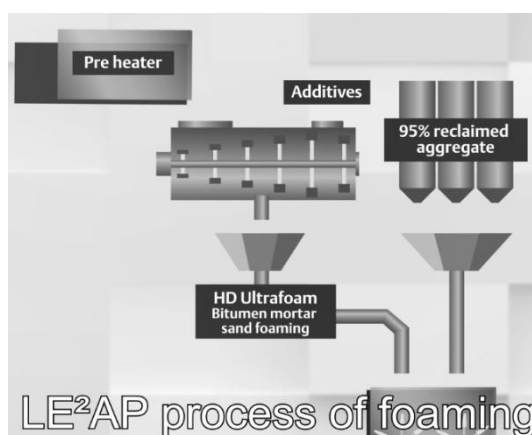 Pre heater
Additives
95% reclaimed
aggregate
HD Ultrafoam
Bitumen mortar
sand foaming
LE²AP process of foaming